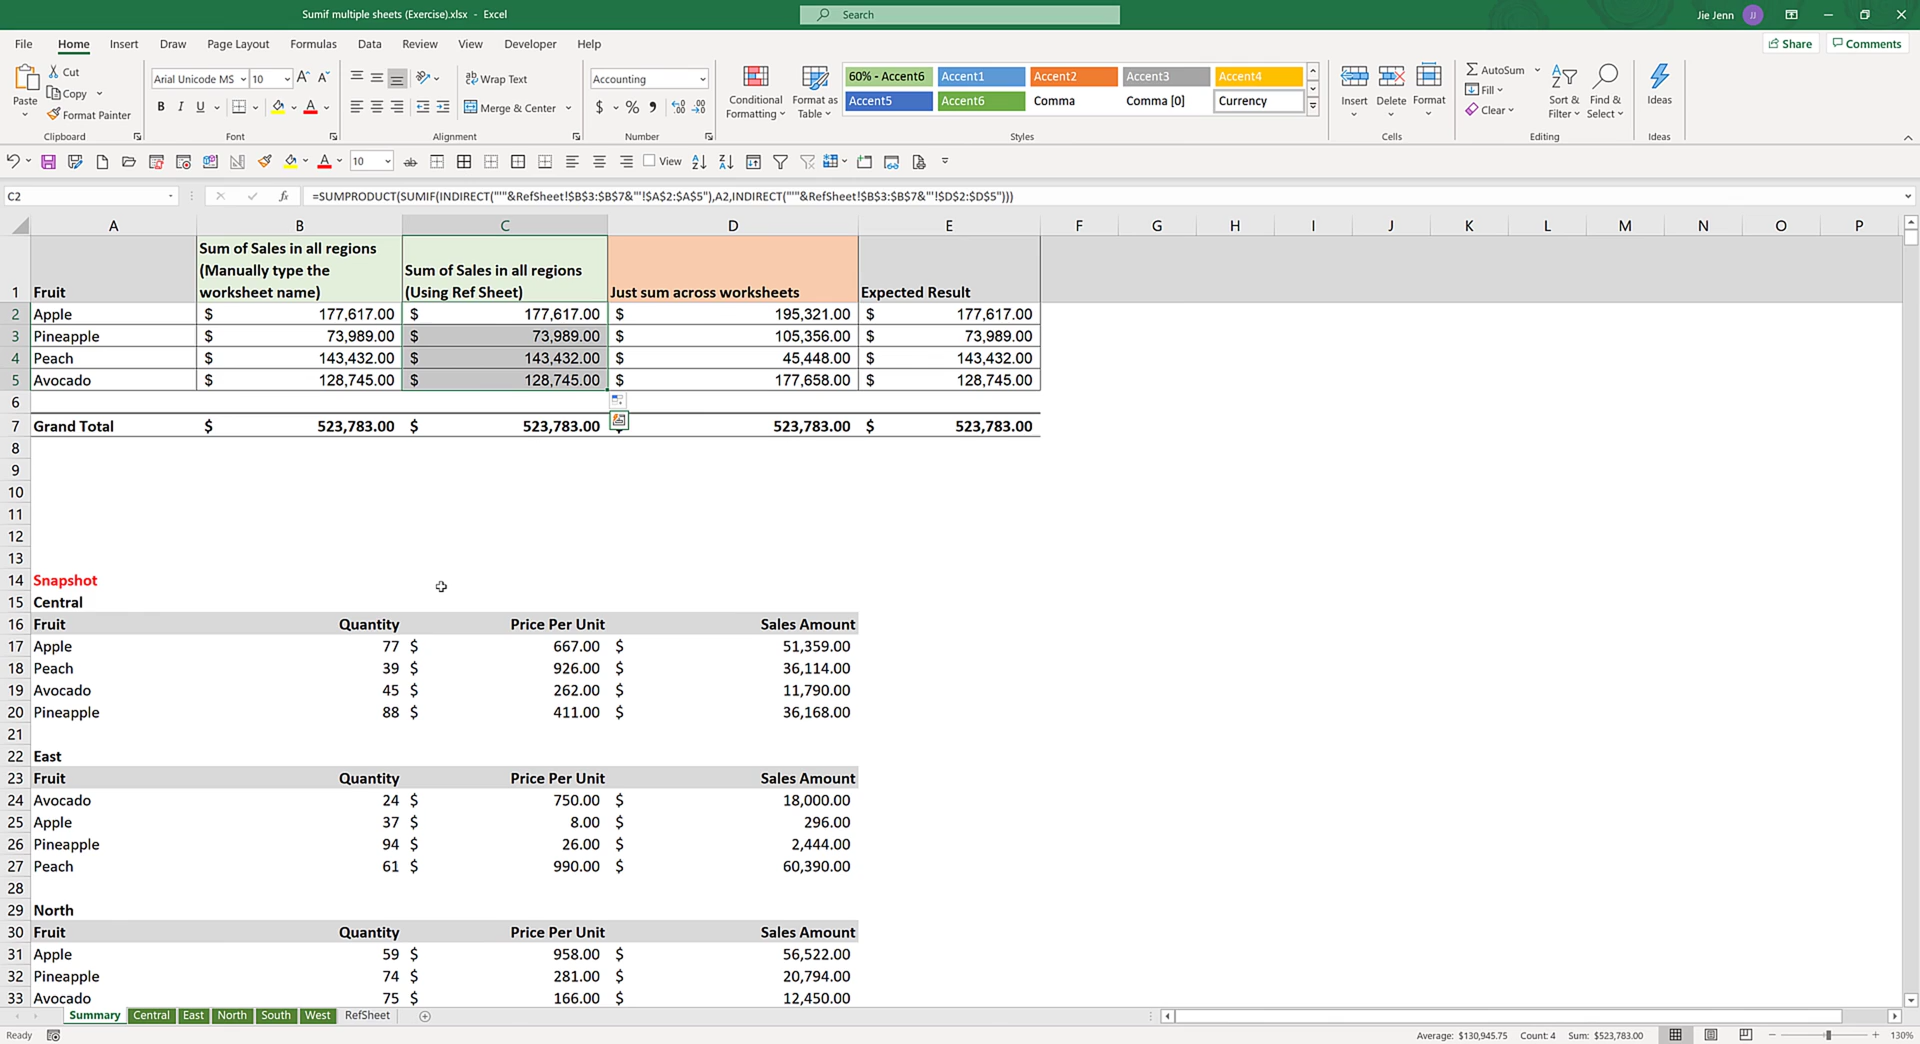 Sumif multiple sheets (Exercise).xlsx - Excel
Search
Jie Jenn JJ
File Home Insert Draw Page Layout Formulas Data Review View Developer Help
Share Comments
Paste Cut Copy Format Painter
Clipboard
Arial Unicode MS 10 A A
B I U A
Font
ab Wrap Text
Merge & Center
Alignment
Accounting
$ % ,
Number
Conditional Formatting
Format as Table
60% - Accent6 Accent1 Accent2 Accent3 Accent4
Accent5 Accent6 Comma Comma [0] Currency
Styles
Insert Delete Format
Cells
AutoSum
Fill
Clear
Sort & Filter
Find & Select
Editing
Ideas
Ideas
10 ab View
C2 fx =SUMPRODUCT(SUMIF(INDIRECT("'"&RefSheet!$B$3:$B$7&"'!$A$2:$A$5"),A2,INDIRECT("'"&RefSheet!$B$3:$B$7&"'!$D$2:$D$5")))
A B C D E F G H I J K L M N O P
1 Fruit Sum of Sales in all regions (Manually type the worksheet name) Sum of Sales in all regions (Using Ref Sheet) Just sum across worksheets Expected Result
2 Apple $ 177,617.00 $ 177,617.00 $ 195,321.00 $ 177,617.00
3 Pineapple $ 73,989.00 $ 73,989.00 $ 105,356.00 $ 73,989.00
4 Peach $ 143,432.00 $ 143,432.00 $ 45,448.00 $ 143,432.00
5 Avocado $ 128,745.00 $ 128,745.00 $ 177,658.00 $ 128,745.00
6
7 Grand Total $ 523,783.00 $ 523,783.00 523,783.00 $ 523,783.00
8
9
10
11
12
13
14 Snapshot
15 Central
16 Fruit Quantity Price Per Unit Sales Amount
17 Apple 77 $ 667.00 $ 51,359.00
18 Peach 39 $ 926.00 $ 36,114.00
19 Avocado 45 $ 262.00 $ 11,790.00
20 Pineapple 88 $ 411.00 $ 36,168.00
21
22 East
23 Fruit Quantity Price Per Unit Sales Amount
24 Avocado 24 $ 750.00 $ 18,000.00
25 Apple 37 $ 8.00 $ 296.00
26 Pineapple 94 $ 26.00 $ 2,444.00
27 Peach 61 $ 990.00 $ 60,390.00
28
29 North
30 Fruit Quantity Price Per Unit Sales Amount
31 Apple 59 $ 958.00 $ 56,522.00
32 Pineapple 74 $ 281.00 $ 20,794.00
33 Avocado 75 $ 166.00 $ 12,450.00
Summary Central East North South West RefSheet
Ready Average: $130,945.75 Count: 4 Sum: $523,783.00 130%